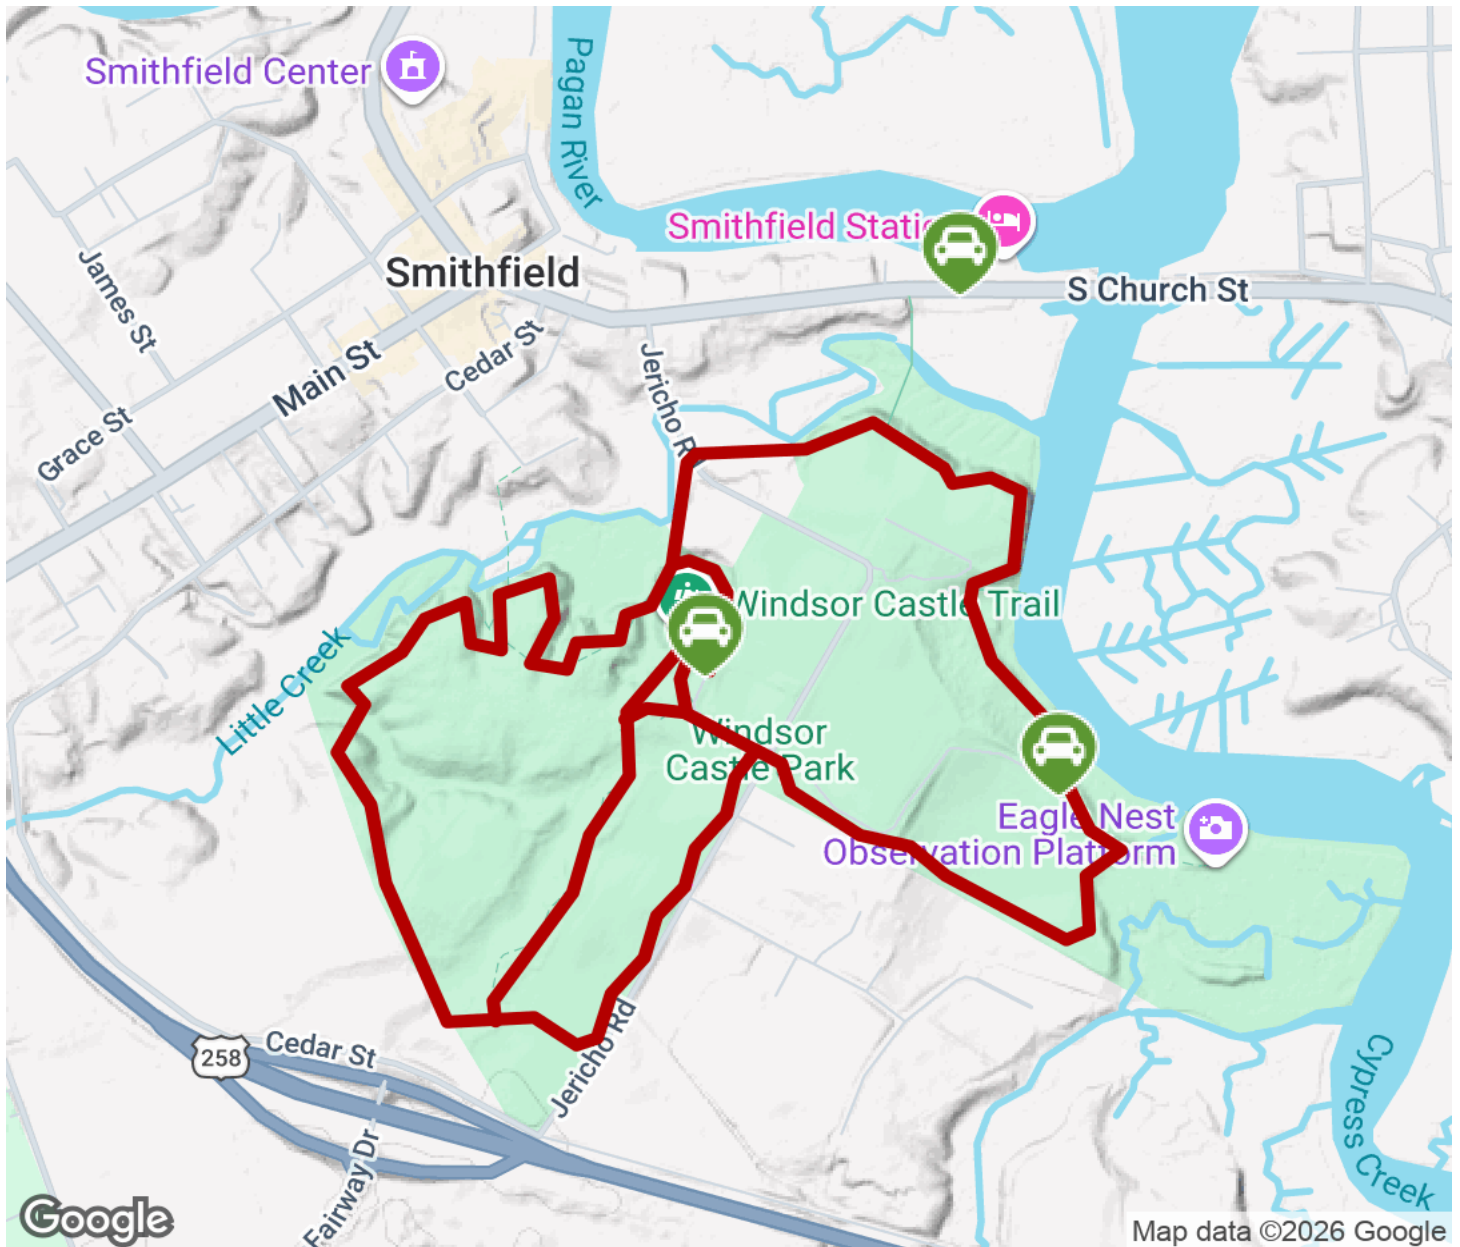 Smithfield Center
Pagan River
Smithfield Stati
Smithfield
S Church St
James St
Main St
Cedar St
Jericho R
Grace St
Windsor Castle Trail
Little Creek
Windsor
Castle Park
Eagle Nest
Observation Platform
258
Cedar St
Jericho Rd
Fairway Dr
Cypress Creek
Google
Map data ©2026 Google